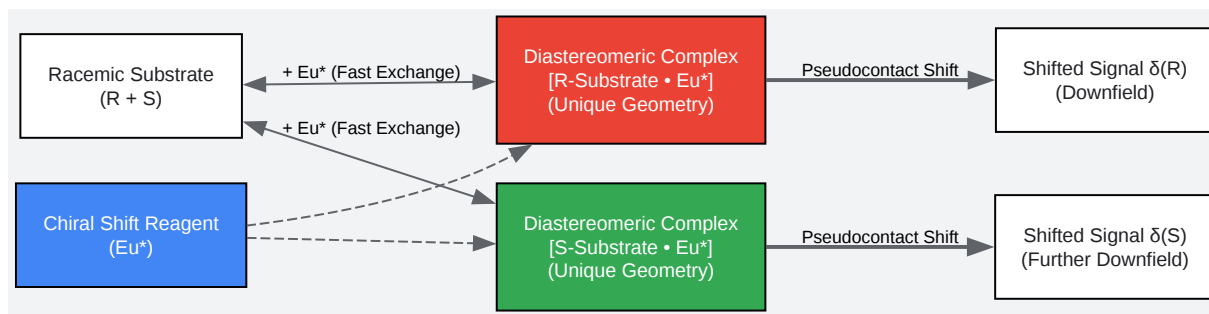 Racemic Substrate
(R + S)
+ Eu* (Fast Exchange)
Diastereomeric Complex
[R-Substrate • Eu*]
(Unique Geometry)
Pseudocontact Shift
Shifted Signal δ(R)
(Downfield)
+ Eu* (Fast Exchange)
Chiral Shift Reagent
(Eu*)
Diastereomeric Complex
[S-Substrate • Eu*]
(Unique Geometry)
Pseudocontact Shift
Shifted Signal δ(S)
(Further Downfield)